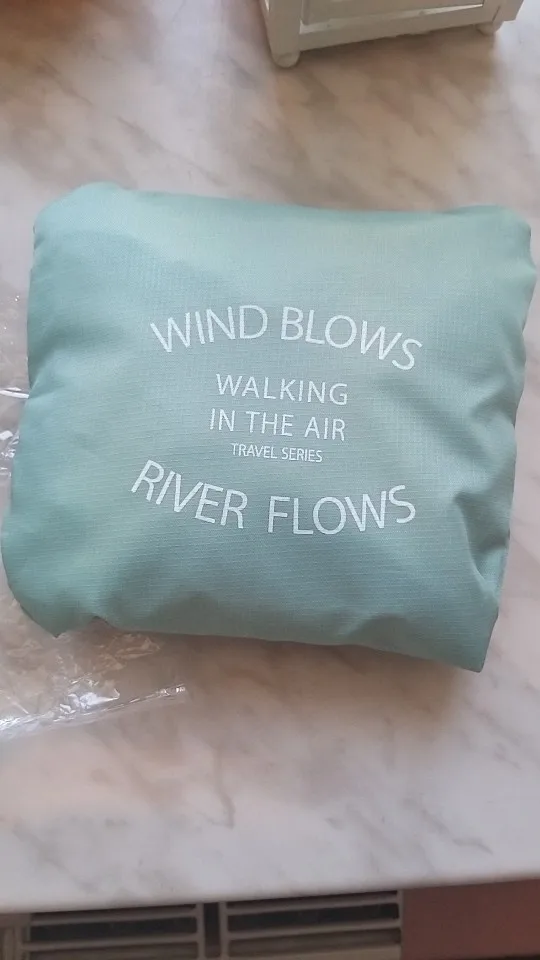 WIND BLOWS
WALKING
IN THE AIR
TRAVEL SERIES
RIVER FLOWS